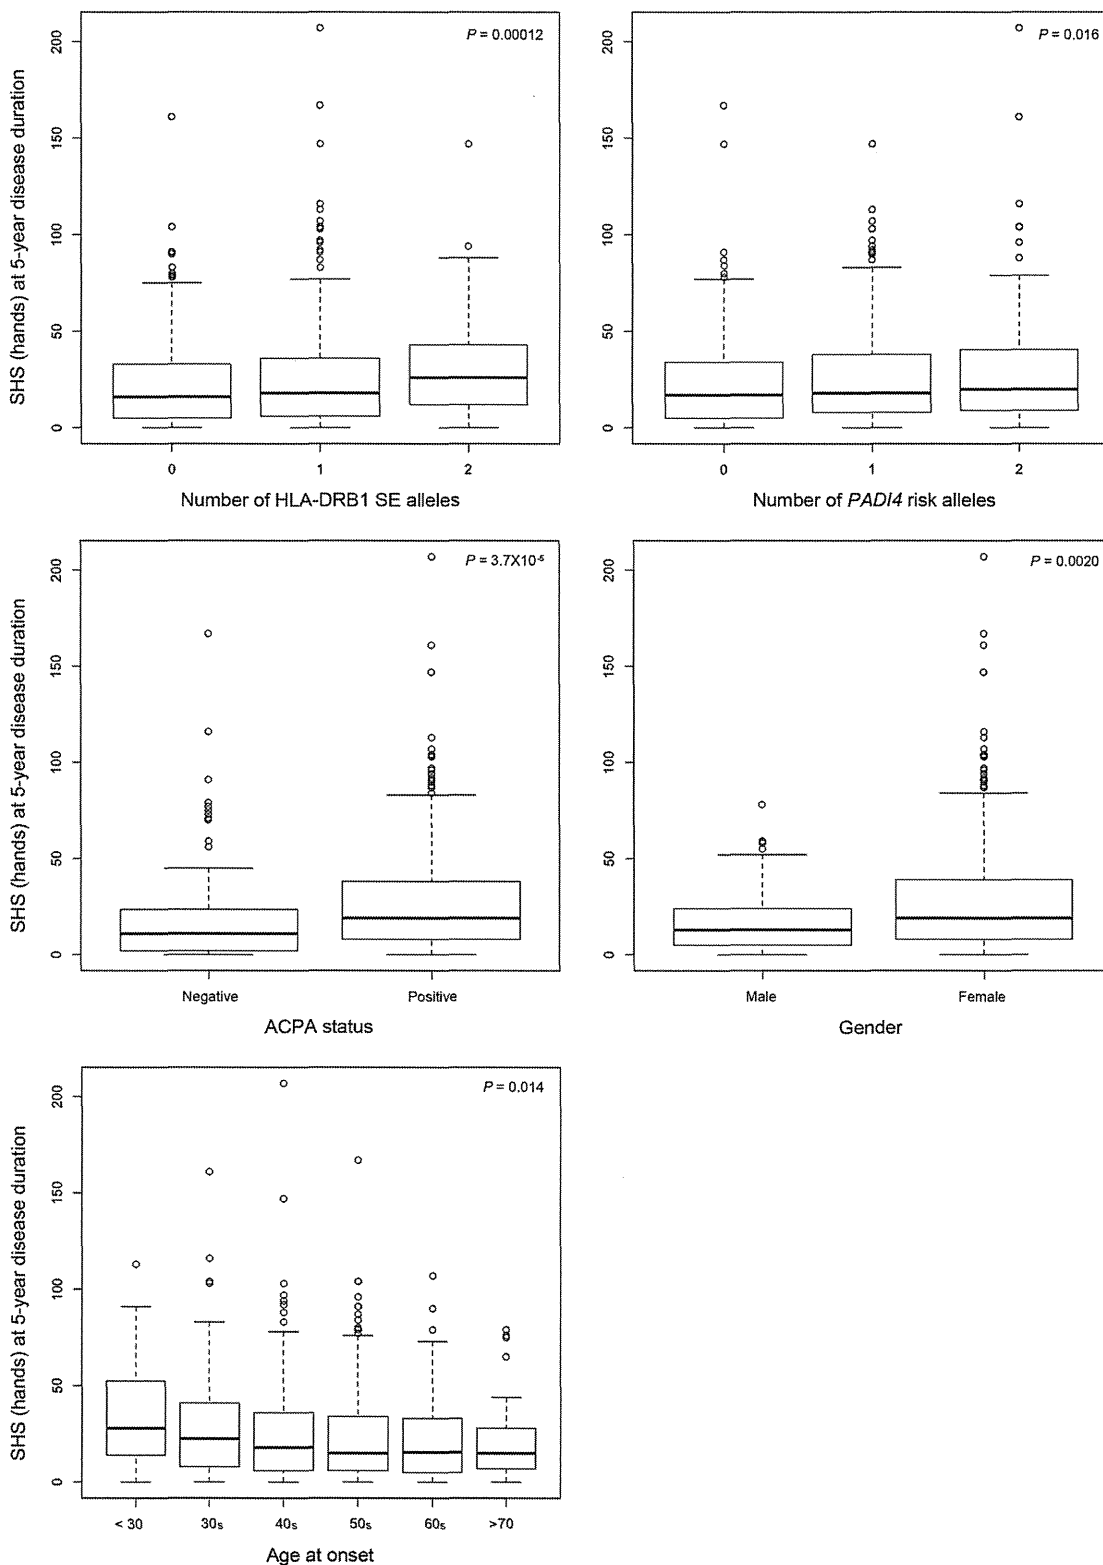 P = 0.00012
SHS (hands) at 5-year disease duration
200
150
100
50
0
0 1 2
Number of HLA-DRB1 SE alleles
P = 0.016
200
150
100
50
0
0 1 2
Number of PADI4 risk alleles
P = 3.7X10-5
SHS (hands) at 5-year disease duration
200
150
100
50
0
Negative Positive
ACPA status
P = 0.0020
200
150
100
50
0
Male Female
Gender
P = 0.014
SHS (hands) at 5-year disease duration
200
150
100
50
0
< 30 30s 40s 50s 60s >70
Age at onset